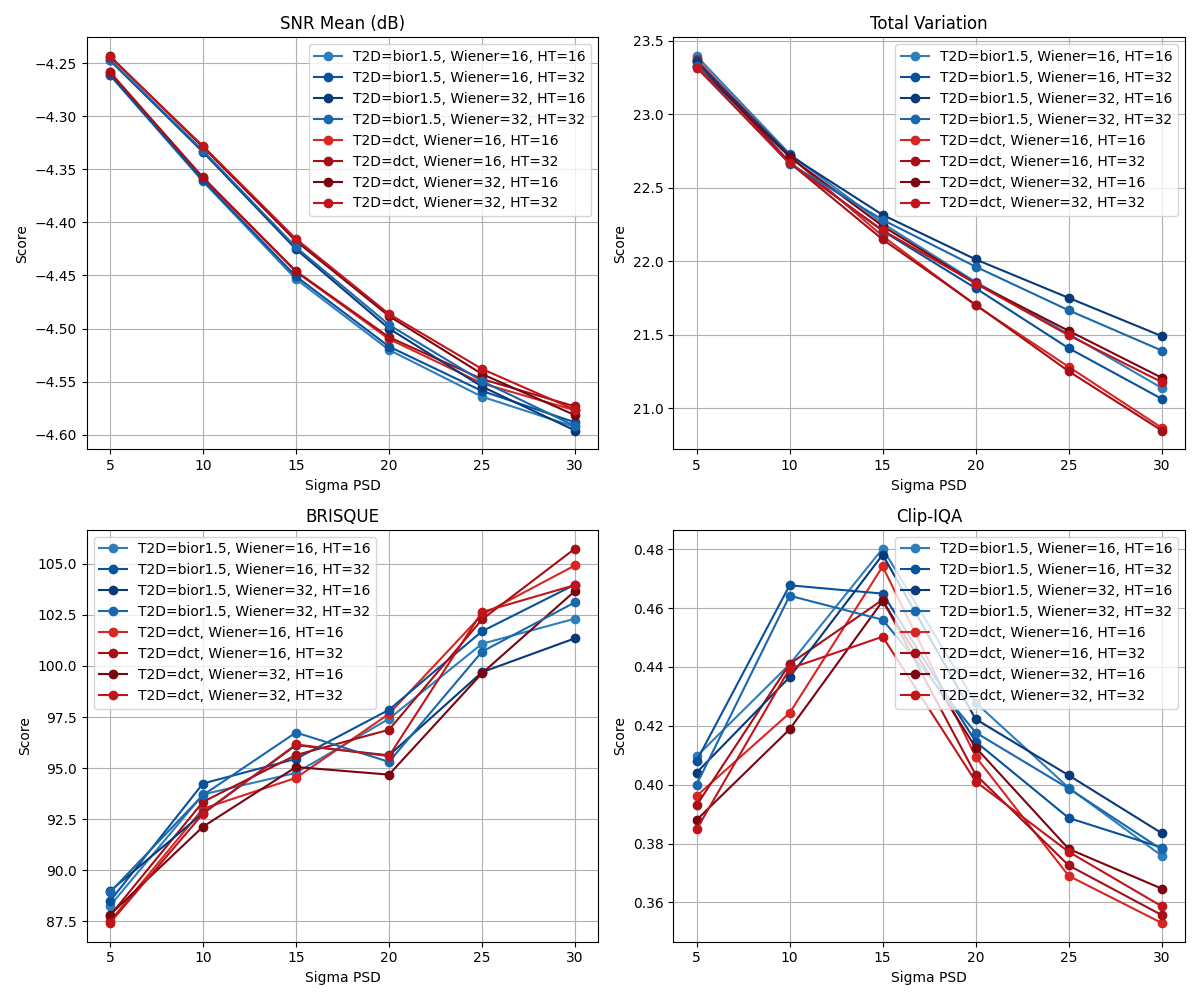 SNR Mean (dB)
Score
−4.25
−4.30
−4.35
−4.40
−4.45
−4.50
−4.55
−4.60
T2D=bior1.5, Wiener=16, HT=16
T2D=bior1.5, Wiener=16, HT=32
T2D=bior1.5, Wiener=32, HT=16
T2D=bior1.5, Wiener=32, HT=32
T2D=dct, Wiener=16, HT=16
T2D=dct, Wiener=16, HT=32
T2D=dct, Wiener=32, HT=16
T2D=dct, Wiener=32, HT=32
5 10 15 20 25 30
Sigma PSD
Total Variation
Score
23.5
23.0
22.5
22.0
21.5
21.0
T2D=bior1.5, Wiener=16, HT=16
T2D=bior1.5, Wiener=16, HT=32
T2D=bior1.5, Wiener=32, HT=16
T2D=bior1.5, Wiener=32, HT=32
T2D=dct, Wiener=16, HT=16
T2D=dct, Wiener=16, HT=32
T2D=dct, Wiener=32, HT=16
T2D=dct, Wiener=32, HT=32
5 10 15 20 25 30
Sigma PSD
BRISQUE
Score
105.0
102.5
100.0
97.5
95.0
92.5
90.0
87.5
T2D=bior1.5, Wiener=16, HT=16
T2D=bior1.5, Wiener=16, HT=32
T2D=bior1.5, Wiener=32, HT=16
T2D=bior1.5, Wiener=32, HT=32
T2D=dct, Wiener=16, HT=16
T2D=dct, Wiener=16, HT=32
T2D=dct, Wiener=32, HT=16
T2D=dct, Wiener=32, HT=32
5 10 15 20 25 30
Sigma PSD
Clip-IQA
Score
0.48
0.46
0.44
0.42
0.40
0.38
0.36
T2D=bior1.5, Wiener=16, HT=16
T2D=bior1.5, Wiener=16, HT=32
T2D=bior1.5, Wiener=32, HT=16
T2D=bior1.5, Wiener=32, HT=32
T2D=dct, Wiener=16, HT=16
T2D=dct, Wiener=16, HT=32
T2D=dct, Wiener=32, HT=16
T2D=dct, Wiener=32, HT=32
5 10 15 20 25 30
Sigma PSD